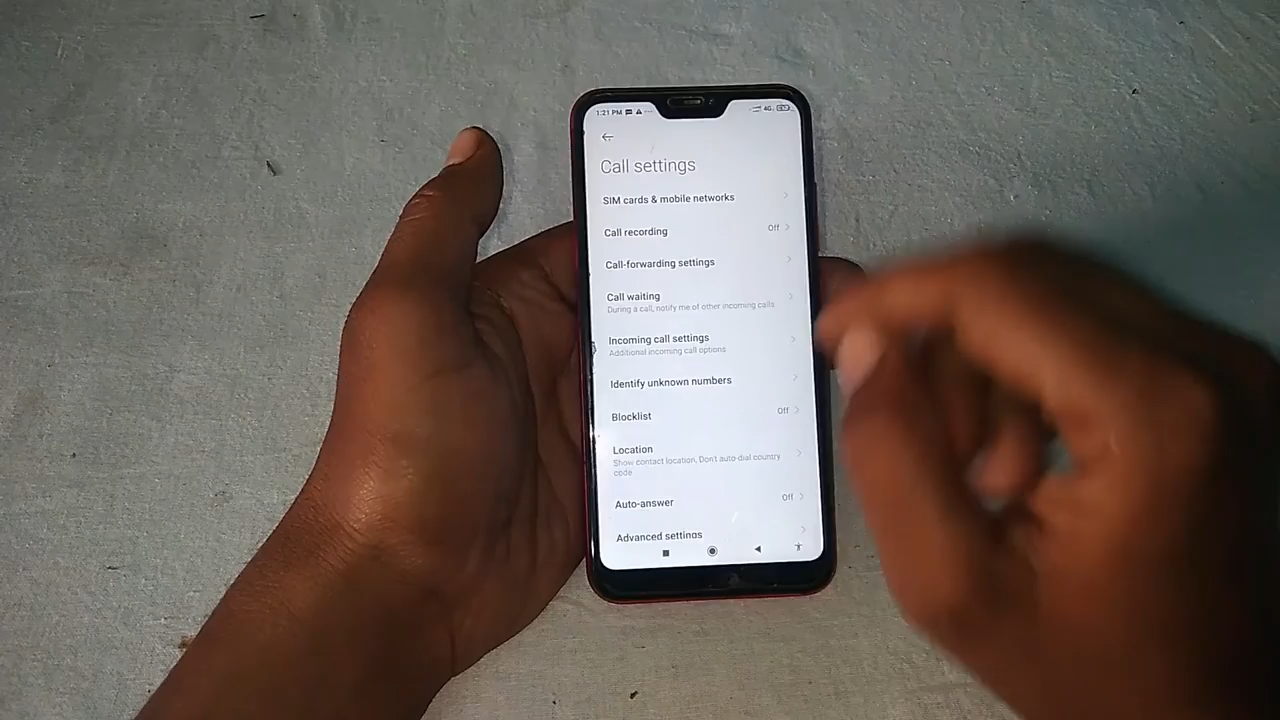 1:21 PM
4G
Call settings
SIM cards & mobile networks
Call recording Off
Call-forwarding settings
Call waiting
During a call, notify me of other incoming calls
Incoming call settings
Additional incoming call options
Identify unknown numbers
Blocklist Off
Location
Show contact location, Don't auto-dial country
code
Auto-answer Off
Advanced settings